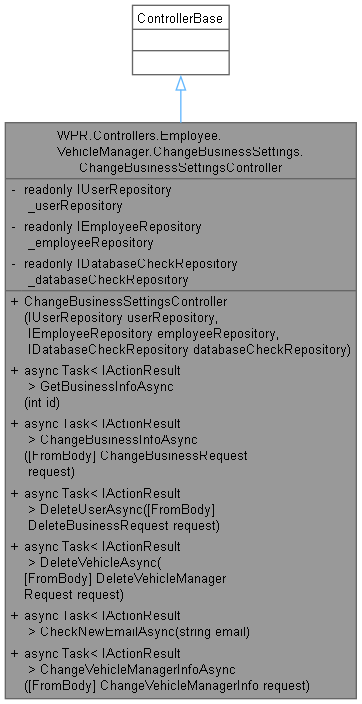 ControllerBase
WPR.Controllers.Employee.
VehicleManager.ChangeBusinessSettings.
ChangeBusinessSettingsController
- readonly IUserRepository
_userRepository
- readonly IEmployeeRepository
_employeeRepository
- readonly IDatabaseCheckRepository
_databaseCheckRepository
+ ChangeBusinessSettingsController
(IUserRepository userRepository,
IEmployeeRepository employeeRepository,
IDatabaseCheckRepository databaseCheckRepository)
+ async Task< IActionResult
> GetBusinessInfoAsync
(int id)
+ async Task< IActionResult
> ChangeBusinessInfoAsync
([FromBody] ChangeBusinessRequest
request)
+ async Task< IActionResult
> DeleteUserAsync([FromBody]
DeleteBusinessRequest request)
+ async Task< IActionResult
> DeleteVehicleAsync(
[FromBody] DeleteVehicleManager
Request request)
+ async Task< IActionResult
> CheckNewEmailAsync(string email)
+ async Task< IActionResult
> ChangeVehicleManagerInfoAsync
([FromBody] ChangeVehicleManagerInfo request)